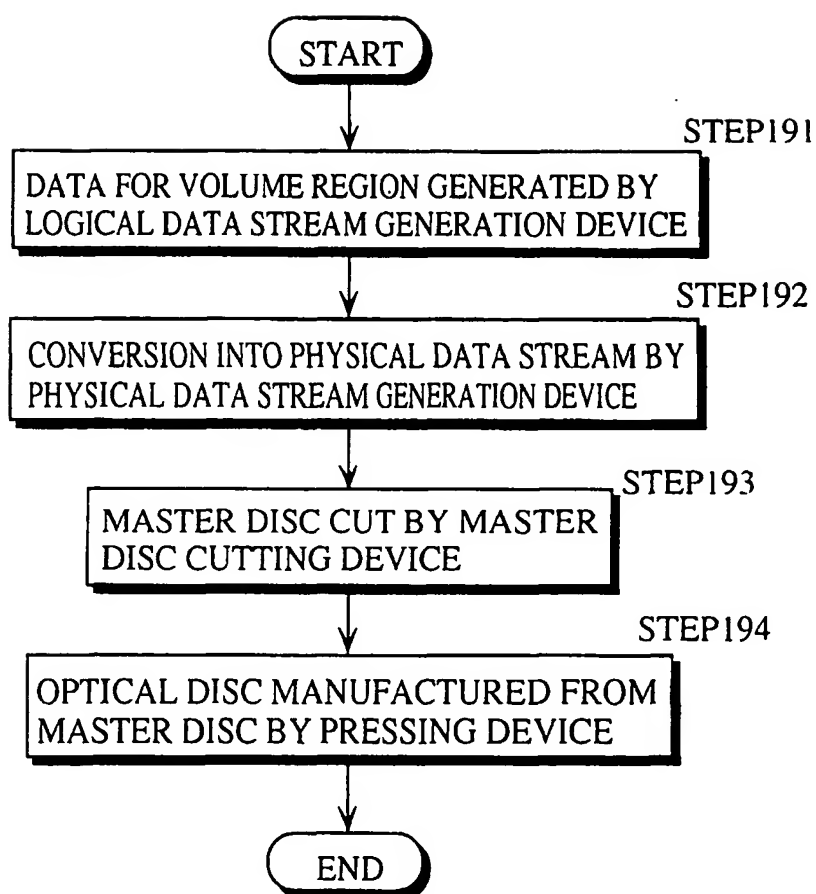 START
STEP191
DATA FOR VOLUME REGION GENERATED BY
LOGICAL DATA STREAM GENERATION DEVICE
STEP192
CONVERSION INTO PHYSICAL DATA STREAM BY
PHYSICAL DATA STREAM GENERATION DEVICE
STEP193
MASTER DISC CUT BY MASTER
DISC CUTTING DEVICE
STEP194
OPTICAL DISC MANUFACTURED FROM
MASTER DISC BY PRESSING DEVICE
END